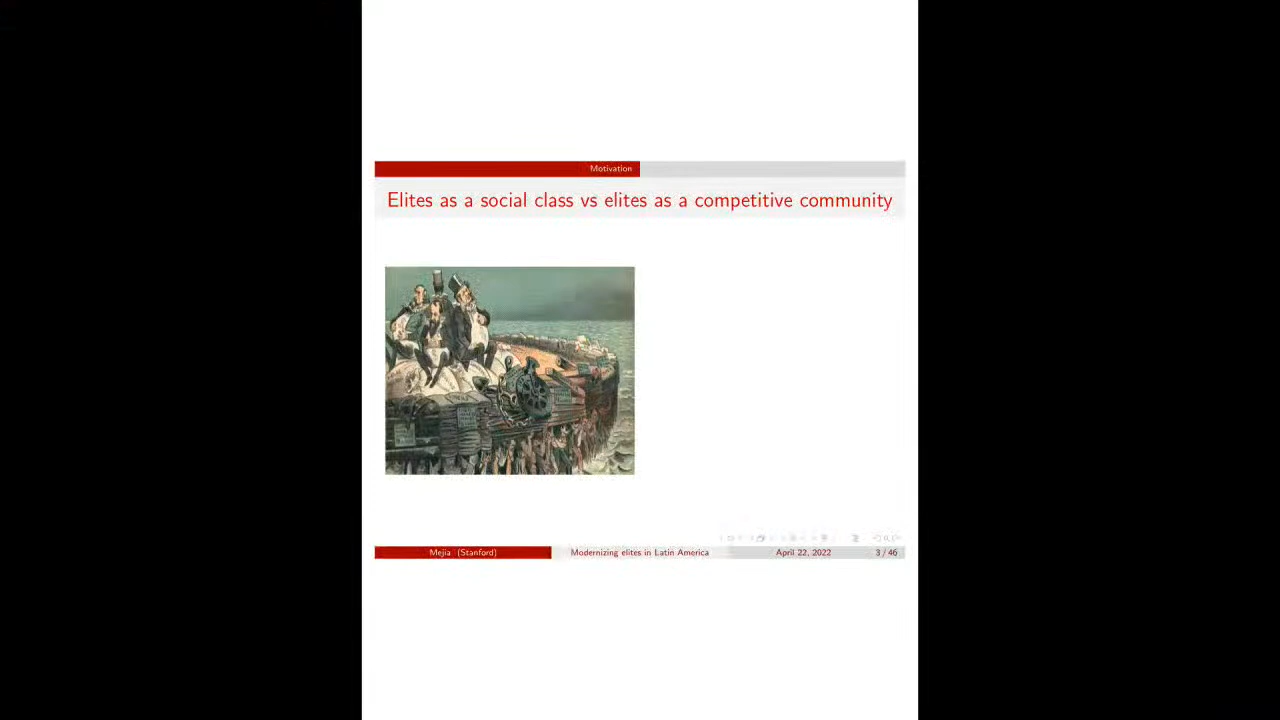 Motivation
Elites as a social class vs elites as a competitive community
Mejia (Stanford)
Modernizing elites in Latin America
April 22, 2022
3 / 46